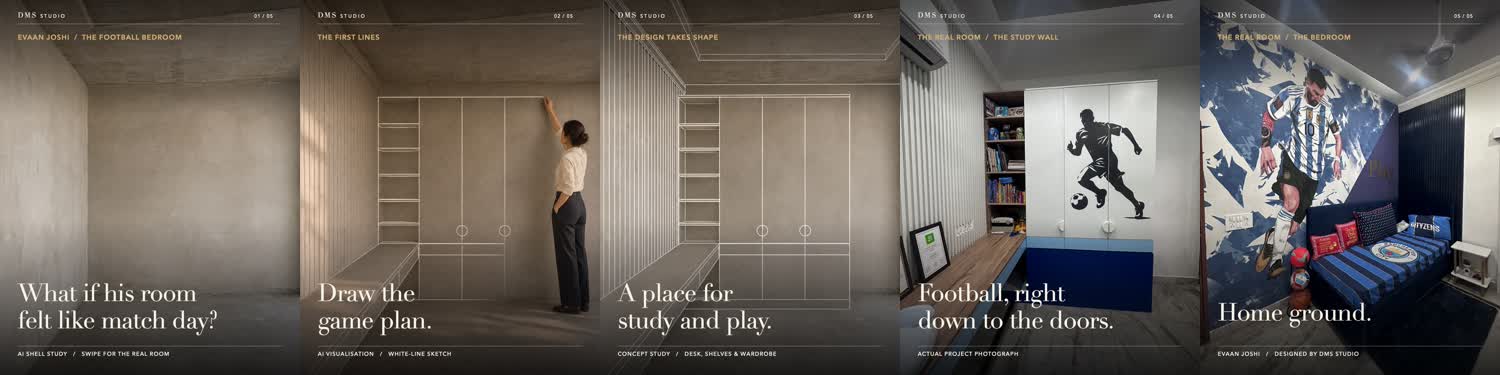 DMS STUDIO
01 / 05
EVAAN JOSHI / THE FOOTBALL BEDROOM
What if his room
felt like match day?
AI SHELL STUDY / SWIPE FOR THE REAL ROOM
DMS STUDIO
02 / 05
THE FIRST LINES
Draw the
game plan.
AI VISUALISATION / WHITE-LINE SKETCH
DMS STUDIO
03 / 05
THE DESIGN TAKES SHAPE
A place for
study and play.
CONCEPT STUDY / DESK, SHELVES & WARDROBE
DMS STUDIO
04 / 05
THE REAL ROOM / THE STUDY WALL
Football, right
down to the doors.
ACTUAL PROJECT PHOTOGRAPH
DMS STUDIO
05 / 05
THE REAL ROOM / THE BEDROOM
10
Home ground.
EVAAN JOSHI / DESIGNED BY DMS STUDIO